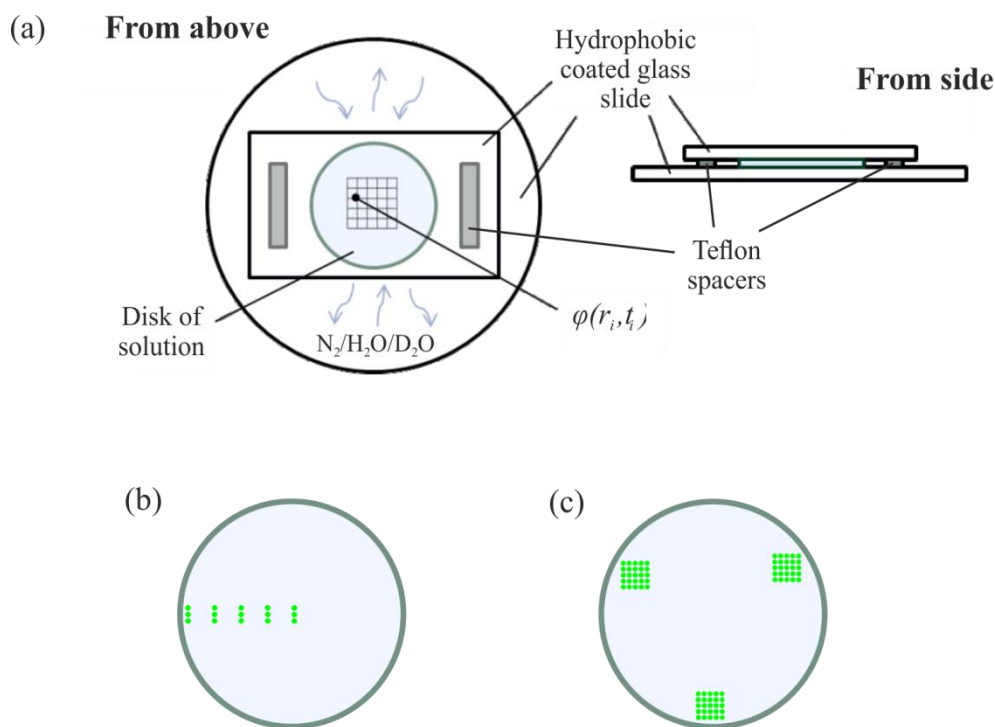 (a)
From above
Hydrophobic
coated glass
slide
From side
Teflon
spacers
Disk of
solution
φ(rᵢ,tᵢ)
N₂/H₂O/D₂O
(b)
(c)